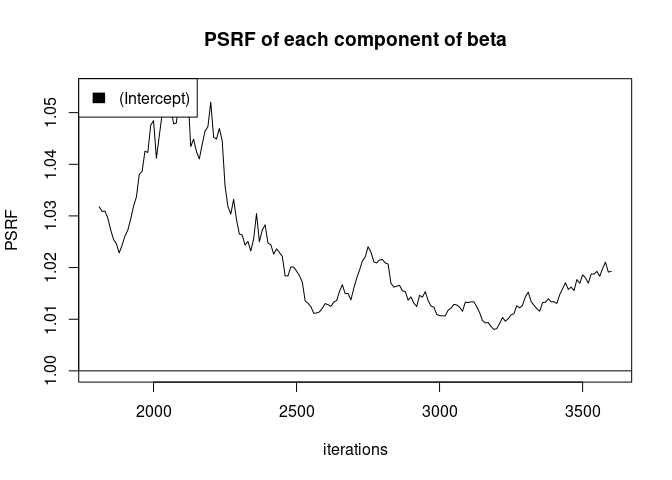 PSRF of each component of beta
(Intercept)
1.05
1.04
1.03
1.02
1.01
1.00
PSRF
2000 2500 3000 3500
iterations